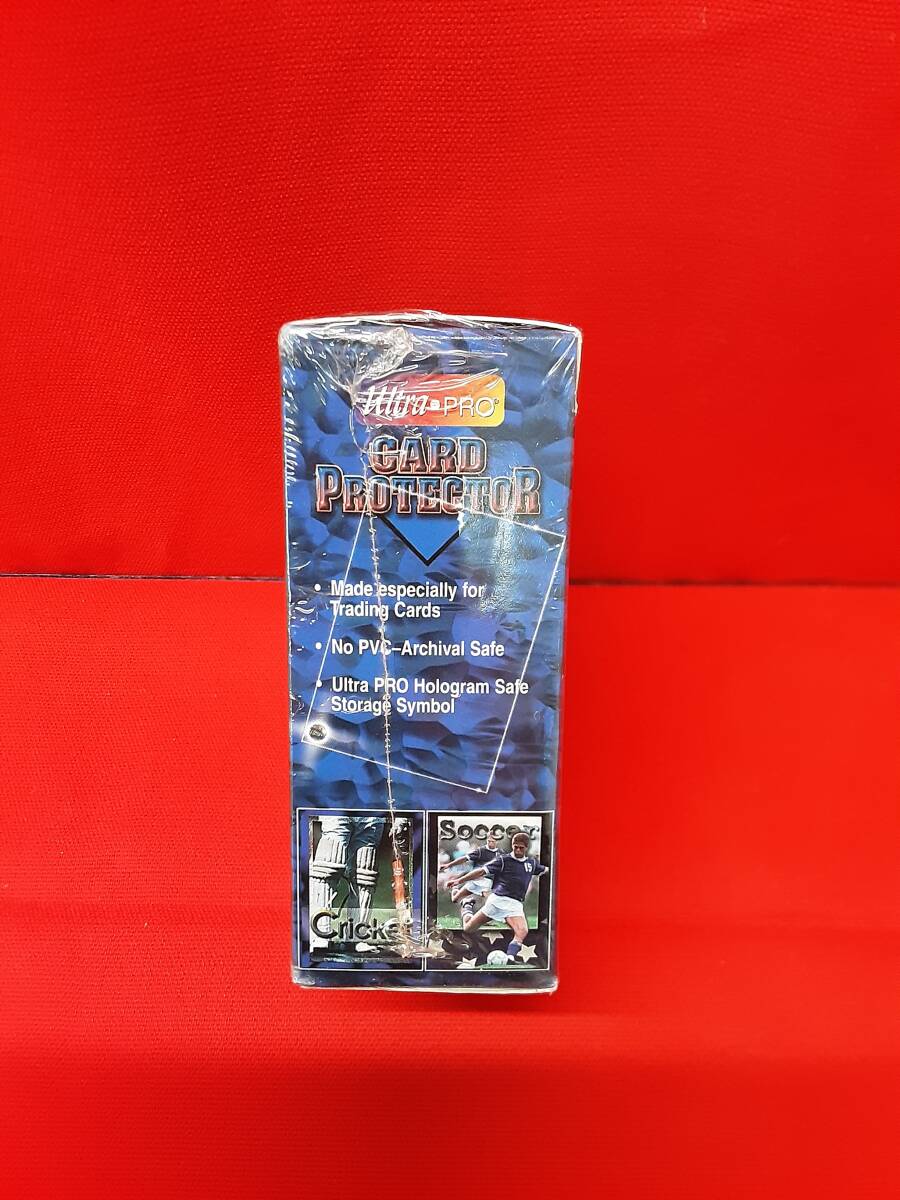 Ultra PRO®
CARD
PROTECTOR
• Made especially for
Trading Cards
• No PVC–Archival Safe
• Ultra PRO Hologram Safe
Storage Symbol
Soccer
15
Cricket